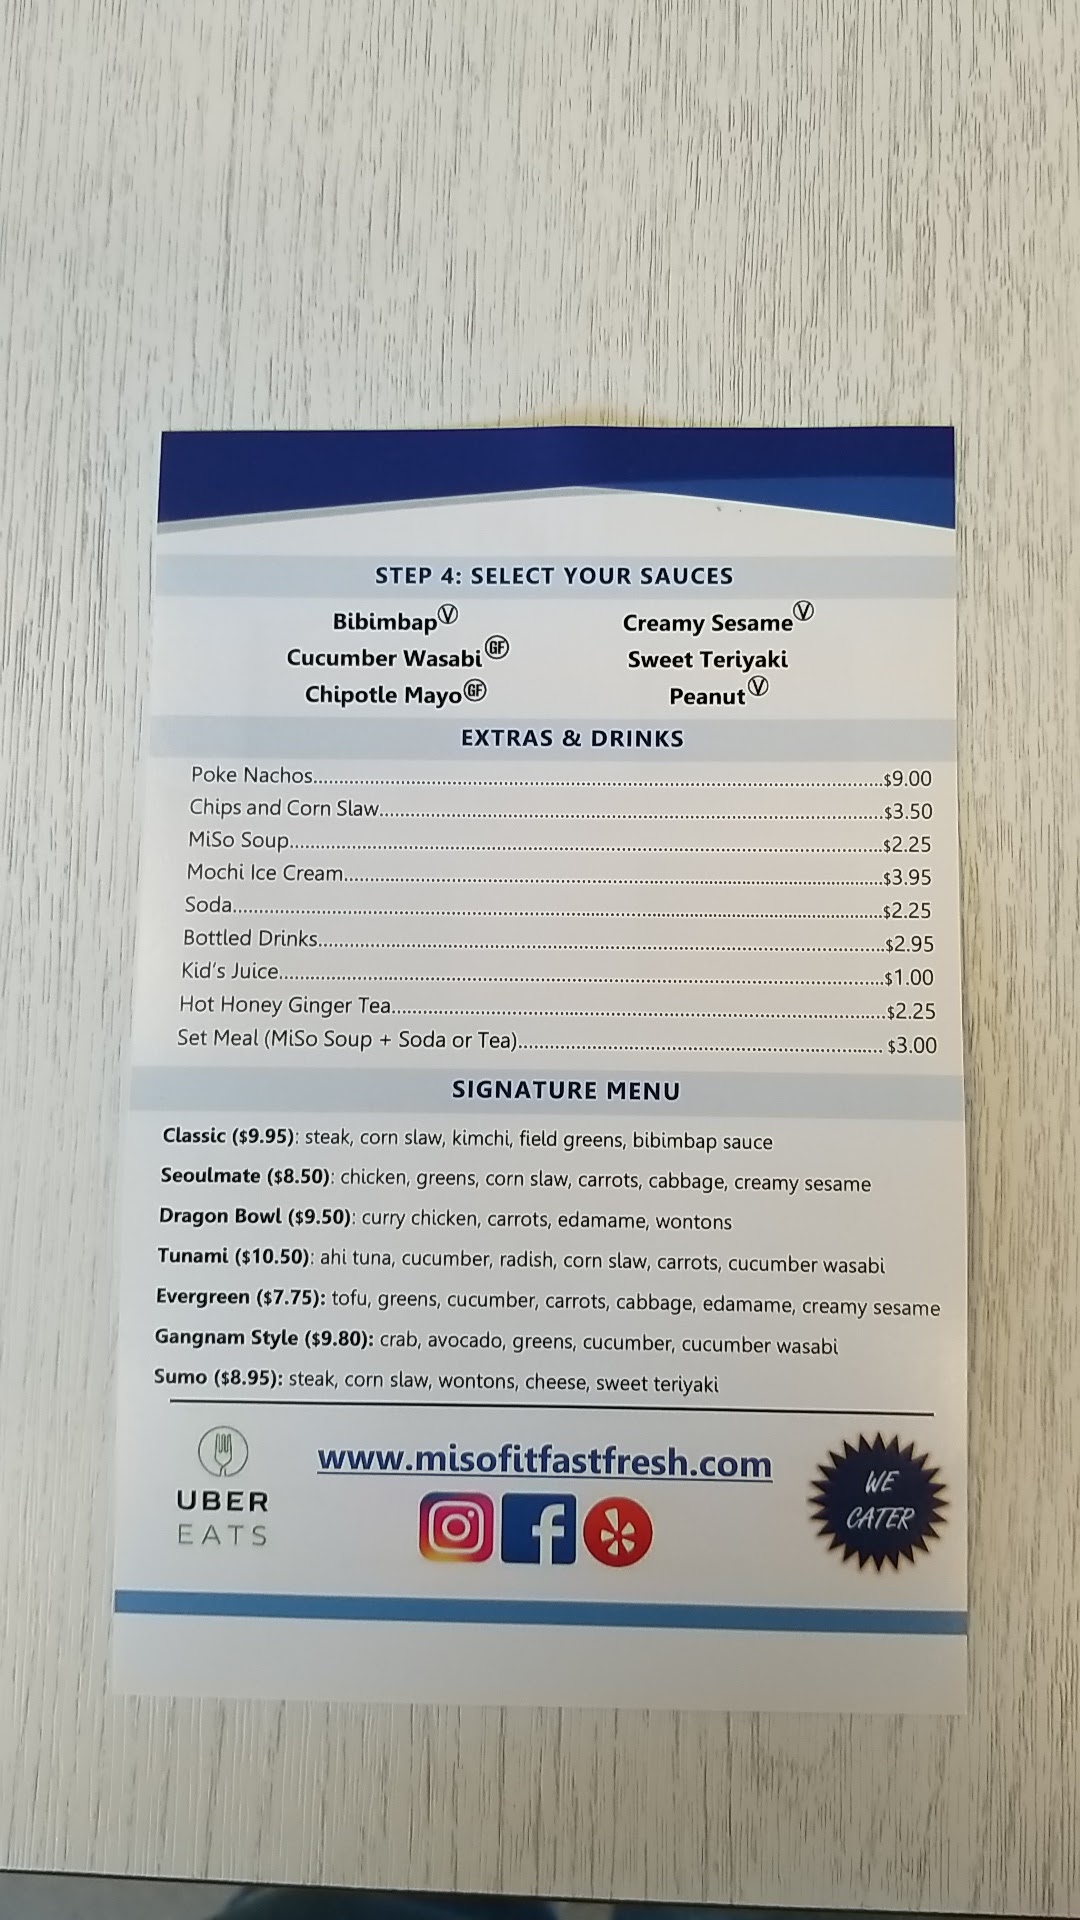 STEP 4: SELECT YOUR SAUCES
Bibimbap Ⓥ Creamy Sesame Ⓥ
Cucumber Wasabi GF Sweet Teriyaki
Chipotle Mayo GF Peanut Ⓥ
EXTRAS & DRINKS
Poke Nachos $9.00
Chips and Corn Slaw $3.50
MiSo Soup $2.25
Mochi Ice Cream $3.95
Soda $2.25
Bottled Drinks $2.95
Kid's Juice $1.00
Hot Honey Ginger Tea $2.25
Set Meal (MiSo Soup + Soda or Tea) $3.00
SIGNATURE MENU
Classic ($9.95): steak, corn slaw, kimchi, field greens, bibimbap sauce
Seoulmate ($8.50): chicken, greens, corn slaw, carrots, cabbage, creamy sesame
Dragon Bowl ($9.50): curry chicken, carrots, edamame, wontons
Tunami ($10.50): ahi tuna, cucumber, radish, corn slaw, carrots, cucumber wasabi
Evergreen ($7.75): tofu, greens, cucumber, carrots, cabbage, edamame, creamy sesame
Gangnam Style ($9.80): crab, avocado, greens, cucumber, cucumber wasabi
Sumo ($8.95): steak, corn slaw, wontons, cheese, sweet teriyaki
www.misofitfastfresh.com
UBER
EATS
WE
CATER